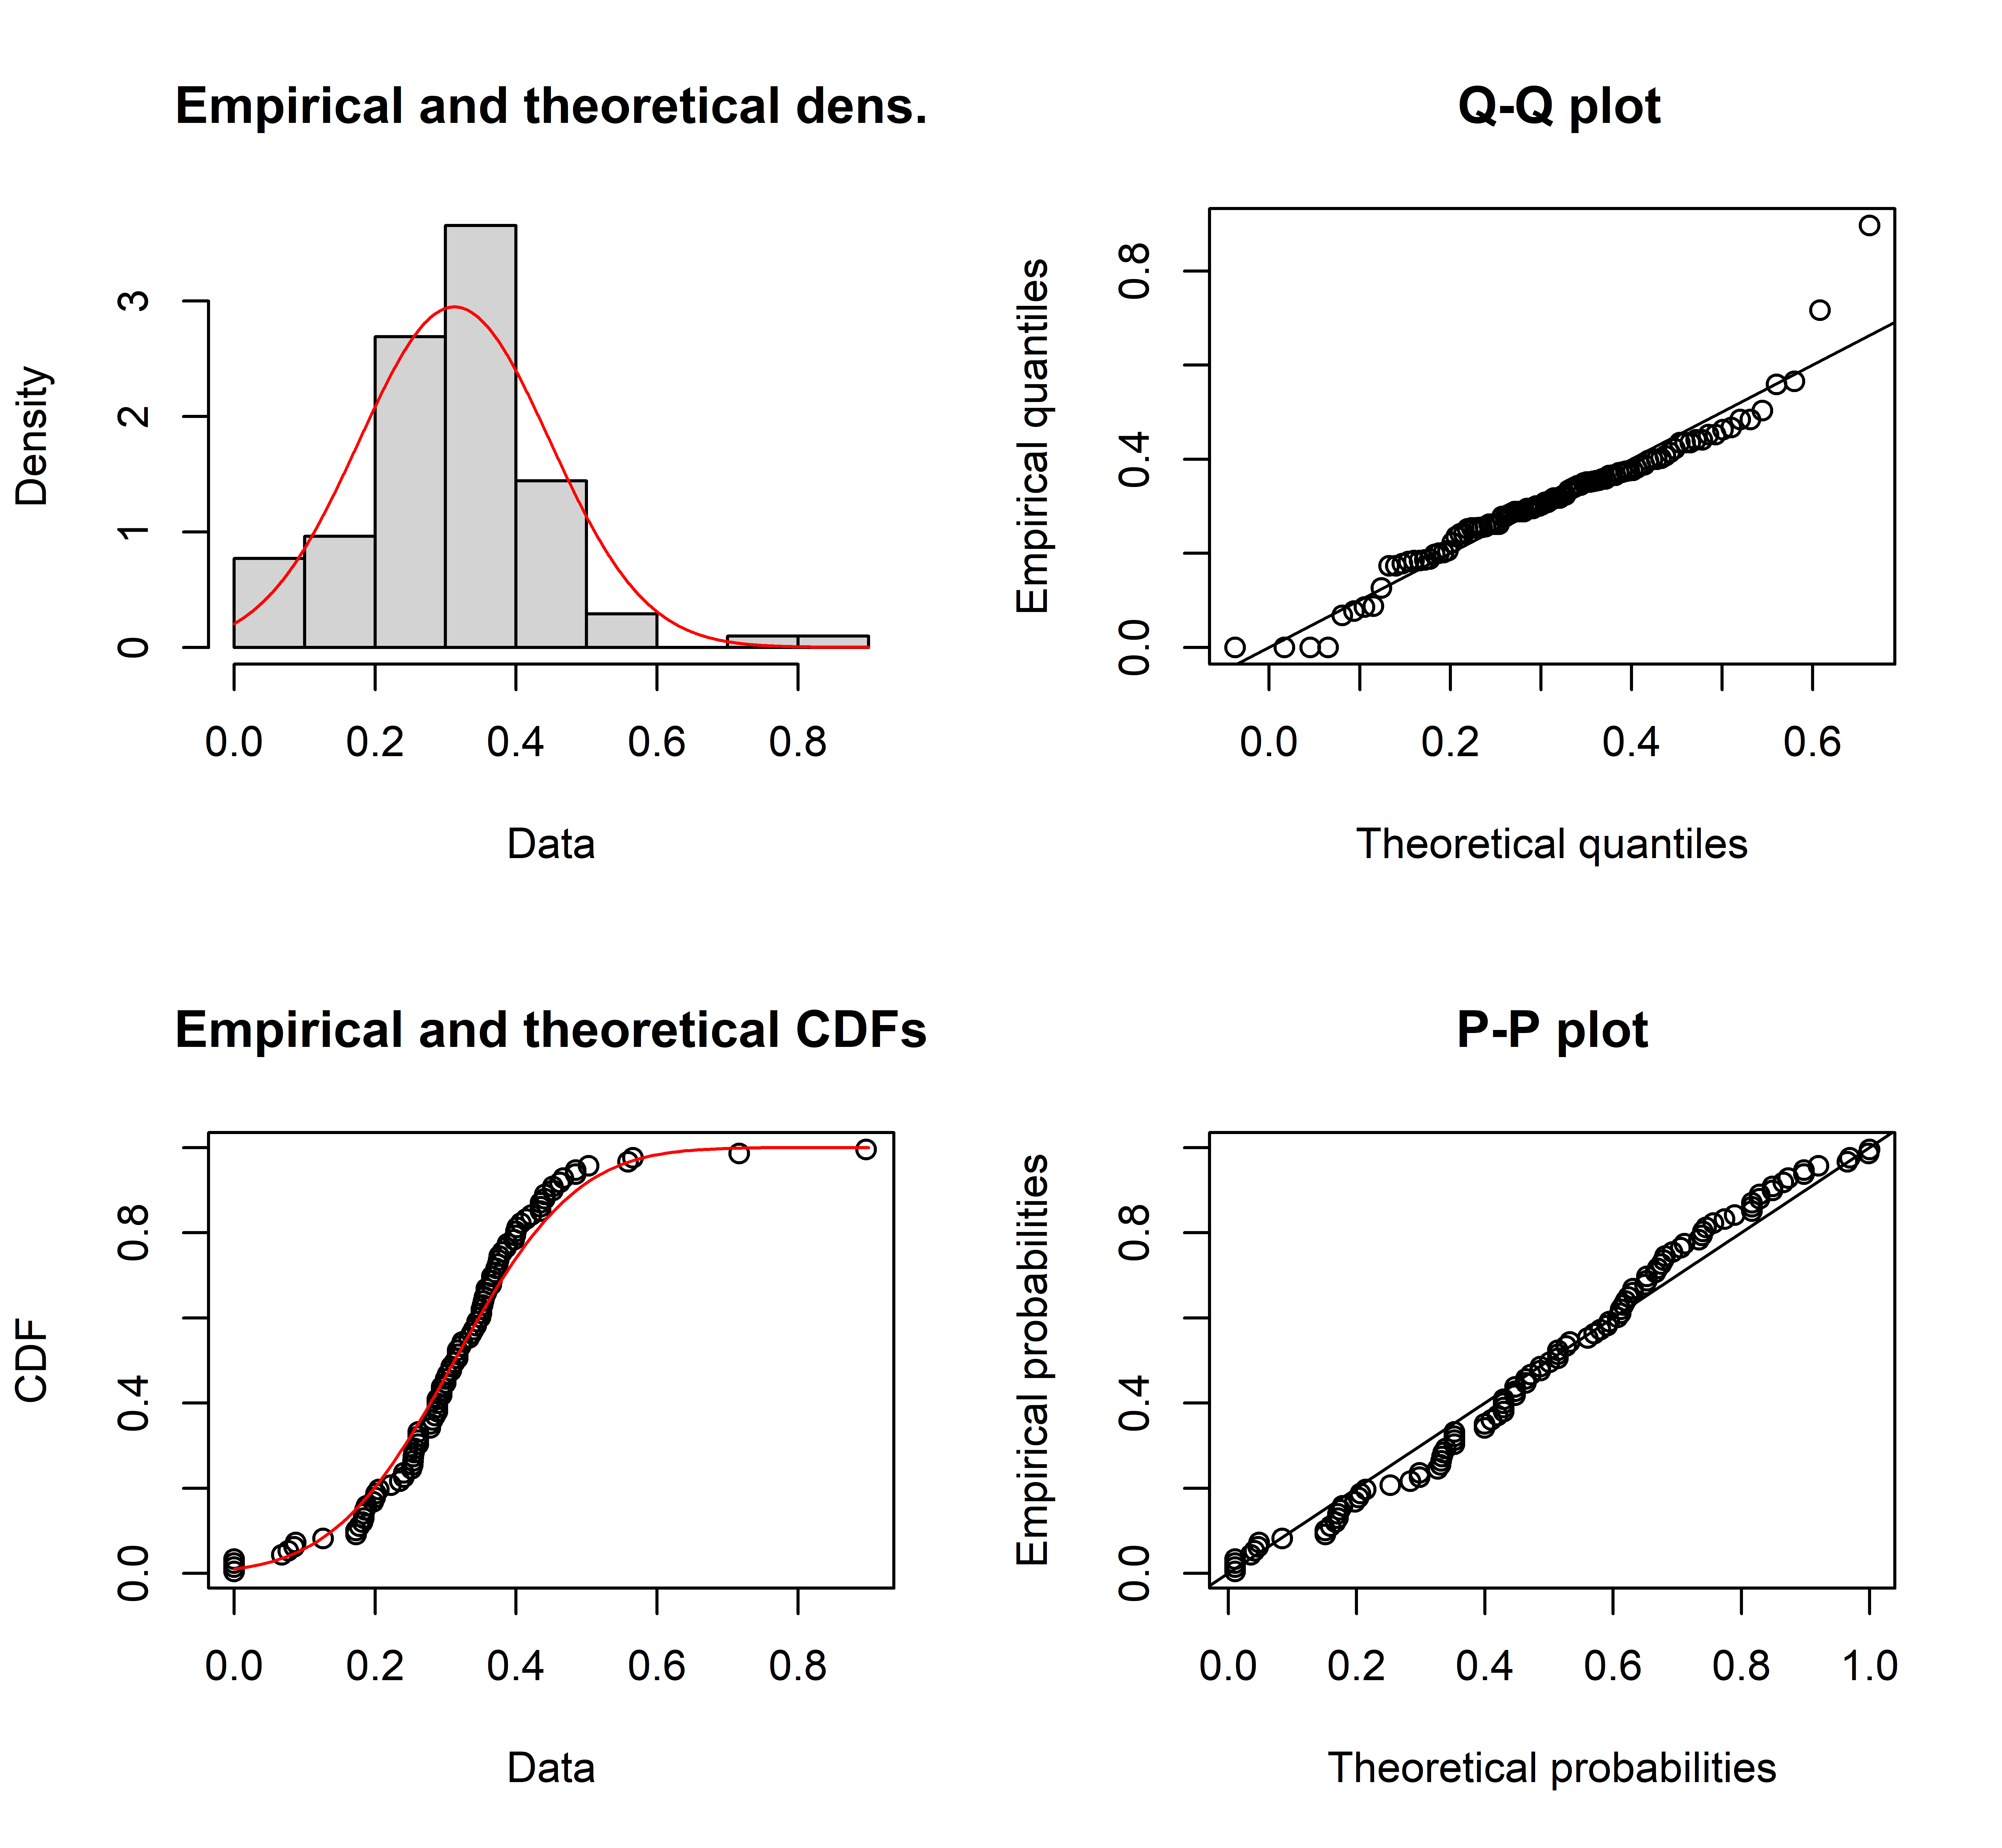 Empirical and theoretical dens.
Density
0 1 2 3
0.0 0.2 0.4 0.6 0.8
Data
Q-Q plot
Empirical quantiles
0.0 0.4 0.8
0.0 0.2 0.4 0.6
Theoretical quantiles
Empirical and theoretical CDFs
CDF
0.0 0.4 0.8
0.0 0.2 0.4 0.6 0.8
Data
P-P plot
Empirical probabilities
0.0 0.4 0.8
0.0 0.2 0.4 0.6 0.8 1.0
Theoretical probabilities